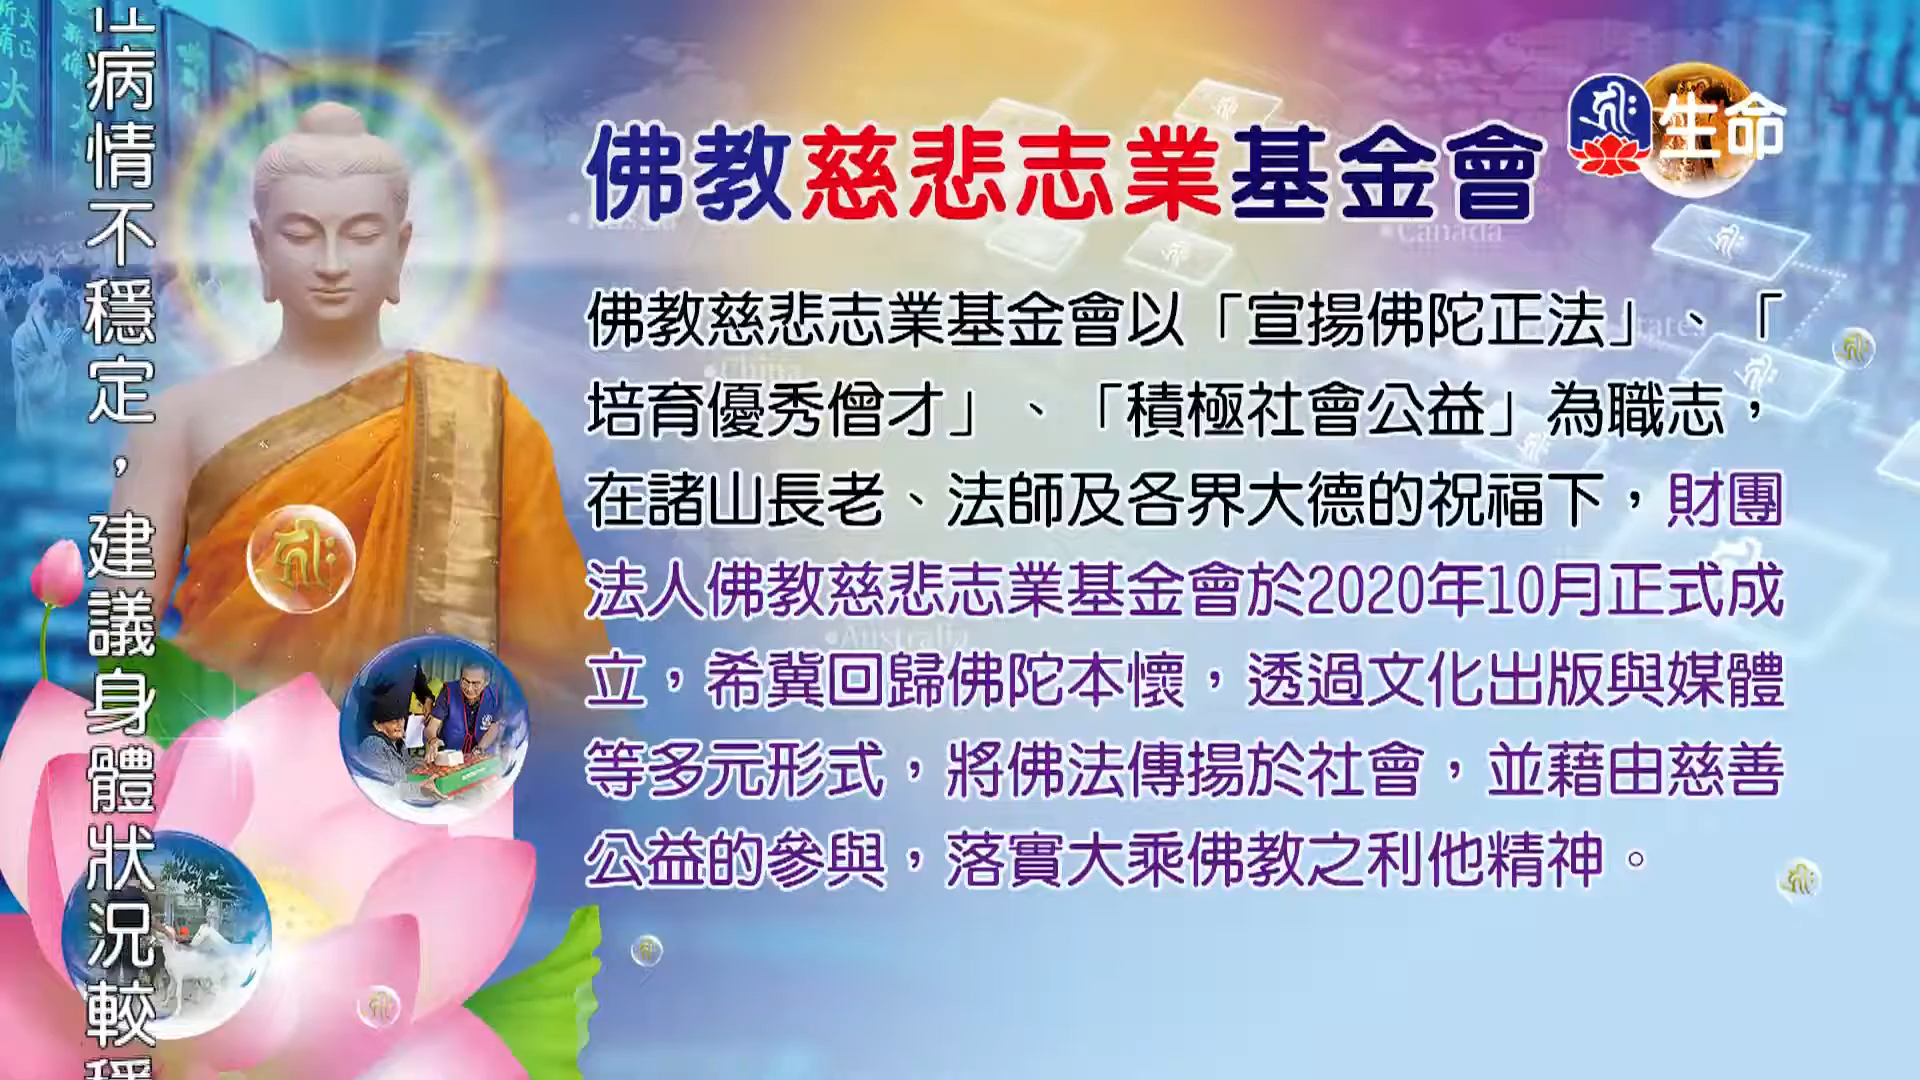 佛教慈悲志業基金會
生命
佛教慈悲志業基金會以「宣揚佛陀正法」、「
培育優秀僧才」、「積極社會公益」為職志，
在諸山長老、法師及各界大德的祝福下，財團
法人佛教慈悲志業基金會於2020年10月正式成
立，希冀回歸佛陀本懷，透過文化出版與媒體
等多元形式，將佛法傳揚於社會，並藉由慈善
公益的參與，落實大乘佛教之利他精神。
病情不穩定，建議身體狀況較
Canada
China
Australia